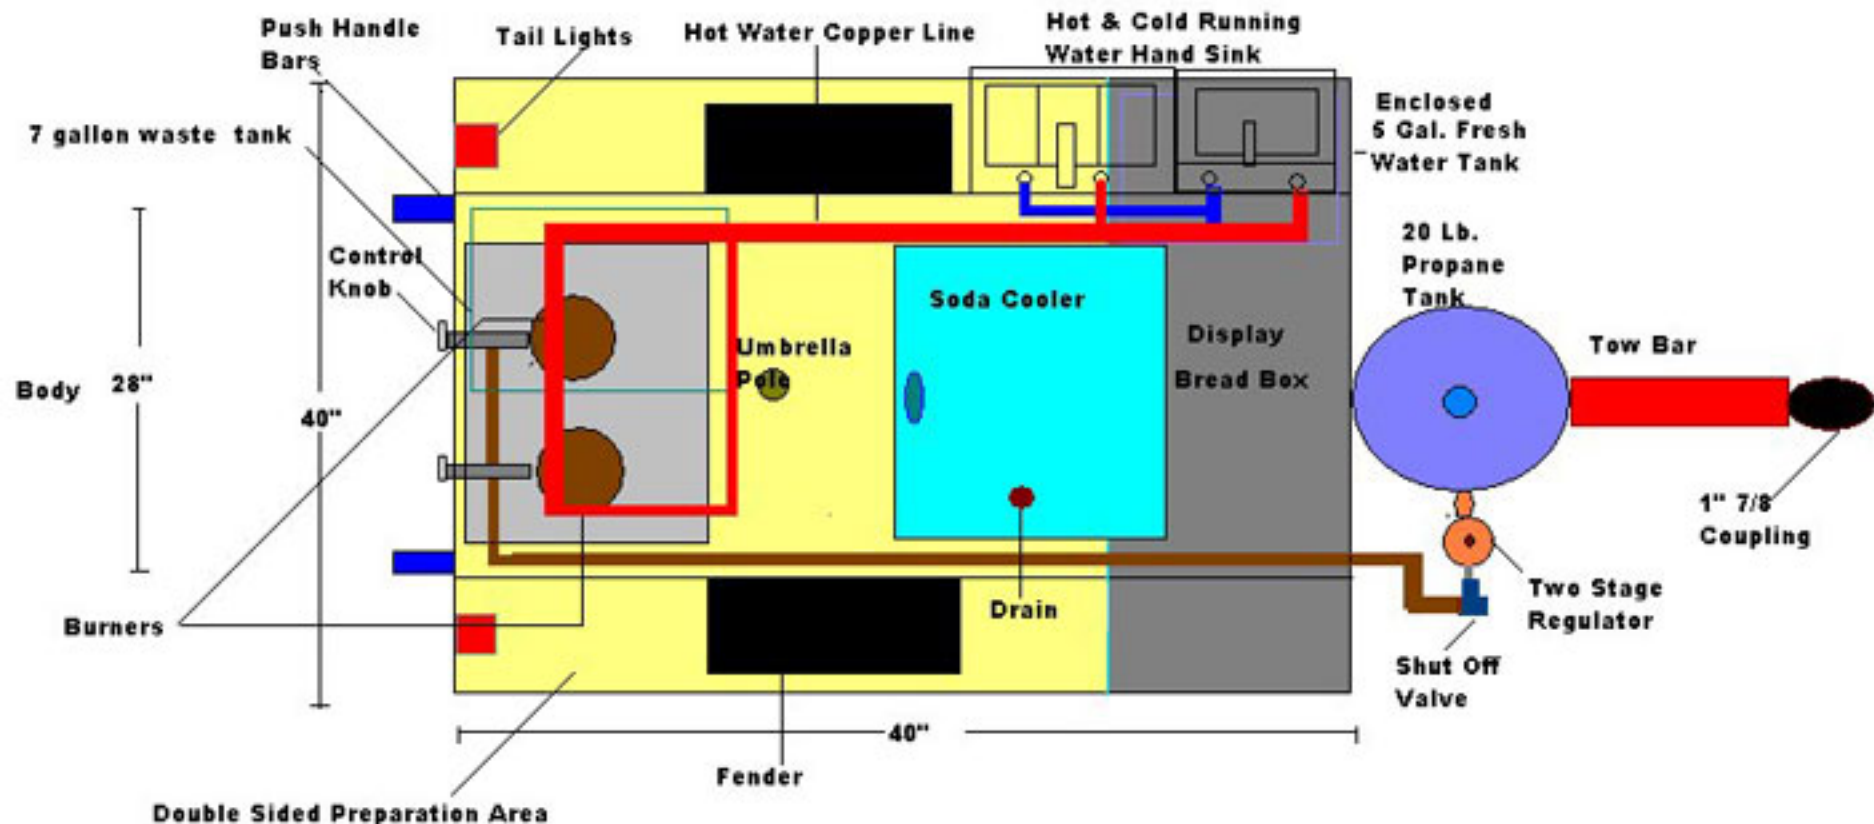 Push Handle
Bars
Tail Lights
Hot Water Copper Line
Hot & Cold Running
Water Hand Sink
Enclosed
5 Gal. Fresh
Water Tank
7 gallon waste tank
Control
Knob
20 Lb.
Propane
Tank
Soda Cooler
Display
Bread Box
Umbrella
Pole
Tow Bar
Body 28"
40"
1" 7/8
Coupling
Burners
Drain
Two Stage
Regulator
Shut Off
Valve
40"
Fender
Double Sided Preparation Area